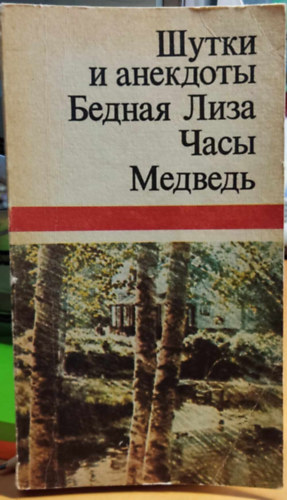 Шутки
и анекдоты
Бедная Лиза
Часы
Медведь